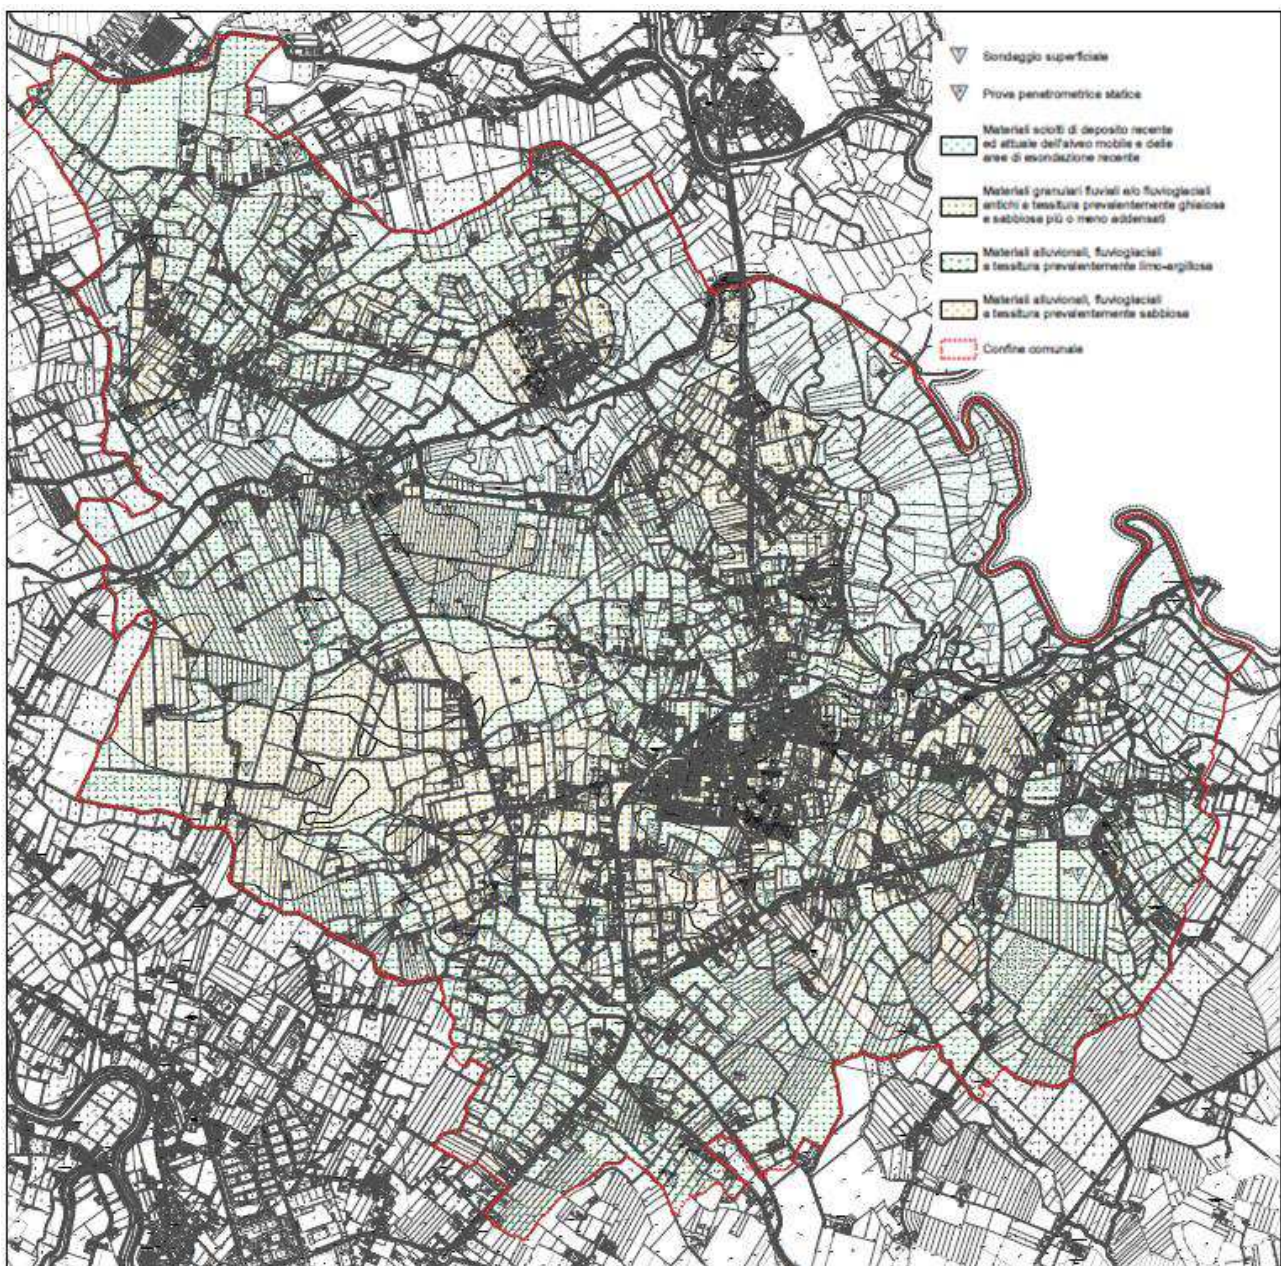 Sondaggio superficiale
Prova penetrometrica statica
Materiali sciolti di deposito recente
ed attuale dell'alveo mobile e delle
aree di esondazione recente
Materiali granulari fluviali e/o fluvioglaciali
antichi a tessitura prevalentemente ghiaiosa
e sabbiosa più o meno addensati
Materiali alluvionali, fluvioglaciali
a tessitura prevalentemente limo-argillosa
Materiali alluvionali, fluvioglaciali
a tessitura prevalentemente sabbiosa
Confine comunale